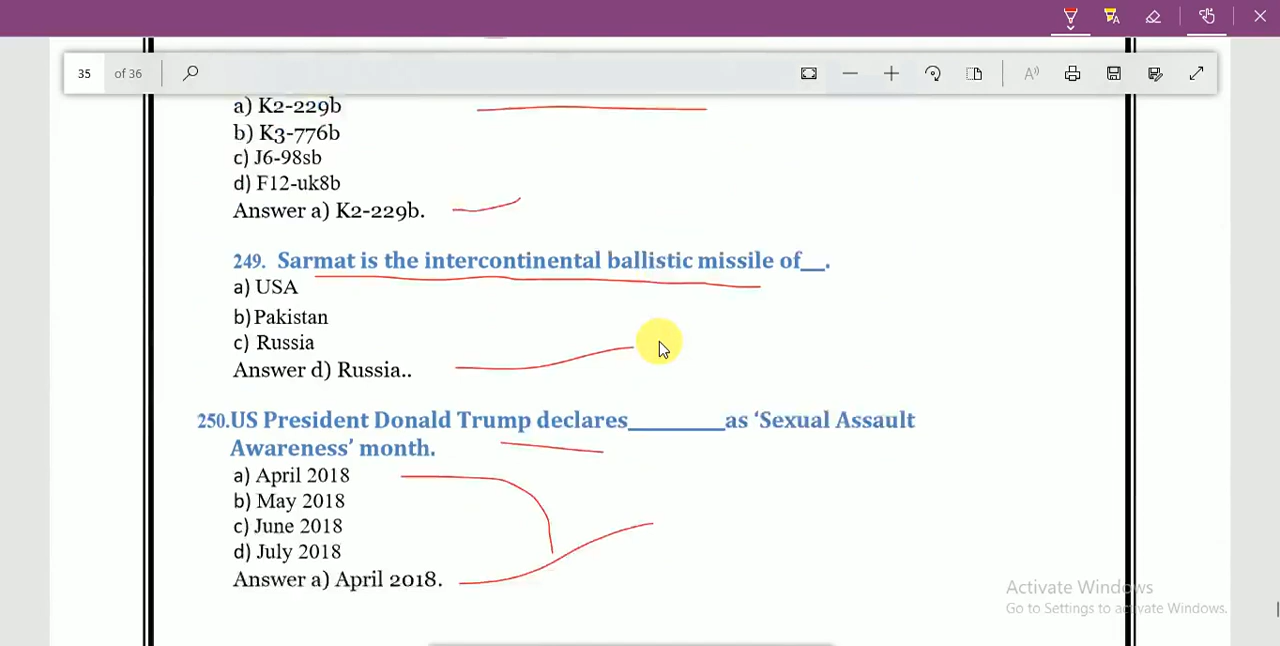 35
of 36
a) K2-229b
b) K3-776b
c) J6-98sb
d) F12-uk8b
Answer a) K2-229b.
249. Sarmat is the intercontinental ballistic missile of__.
a) USA
b) Pakistan
c) Russia
Answer d) Russia..
250.US President Donald Trump declares________as ‘Sexual Assault
Awareness’ month.
a) April 2018
b) May 2018
c) June 2018
d) July 2018
Answer a) April 2018.
Activate Windows
Go to Settings to activate Windows.